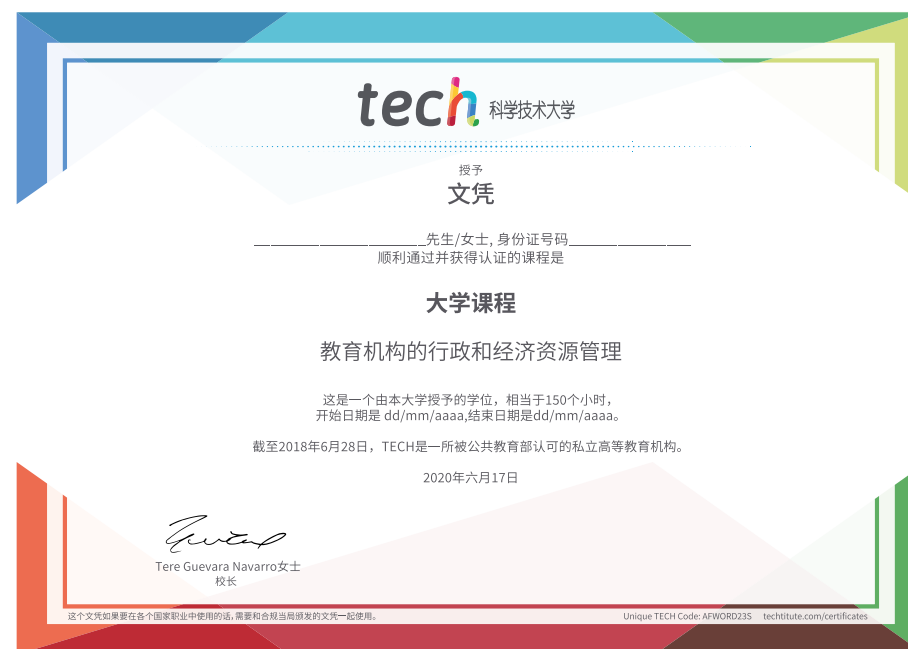 tech 科学技术大学
授予
文凭
_____________________先生/女士, 身份证号码_______________
顺利通过并获得认证的课程是
大学课程
教育机构的行政和经济资源管理
这是一个由本大学授予的学位，相当于150个小时，
开始日期是 dd/mm/aaaa,结束日期是dd/mm/aaaa。
截至2018年6月28日，TECH是一所被公共教育部认可的私立高等教育机构。
2020年六月17日
Tere Guevara Navarro女士
校长
这个文凭如果要在各个国家职业中使用的话,需要和合规当局颁发的文凭一起使用。
Unique TECH Code: AFWORD23S techtitute.com/certificates